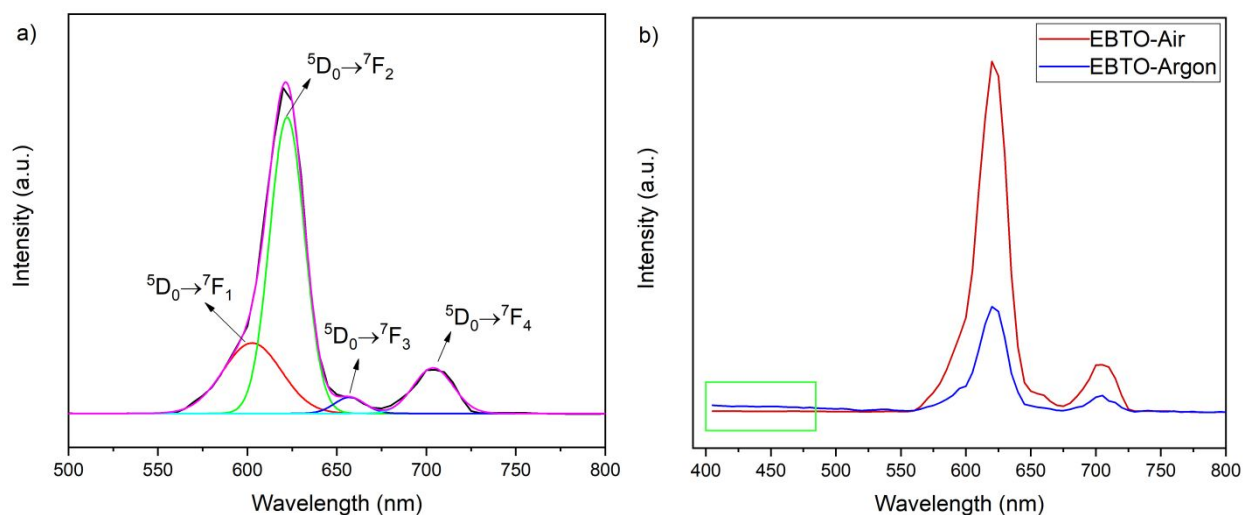 a)
⁵D₀→⁷F₂
⁵D₀→⁷F₁
⁵D₀→⁷F₃
⁵D₀→⁷F₄
Intensity (a.u.)
500 550 600 650 700 750 800
Wavelength (nm)
b)
EBTO-Air
EBTO-Argon
Intensity (a.u.)
400 450 500 550 600 650 700 750 800
Wavelength (nm)